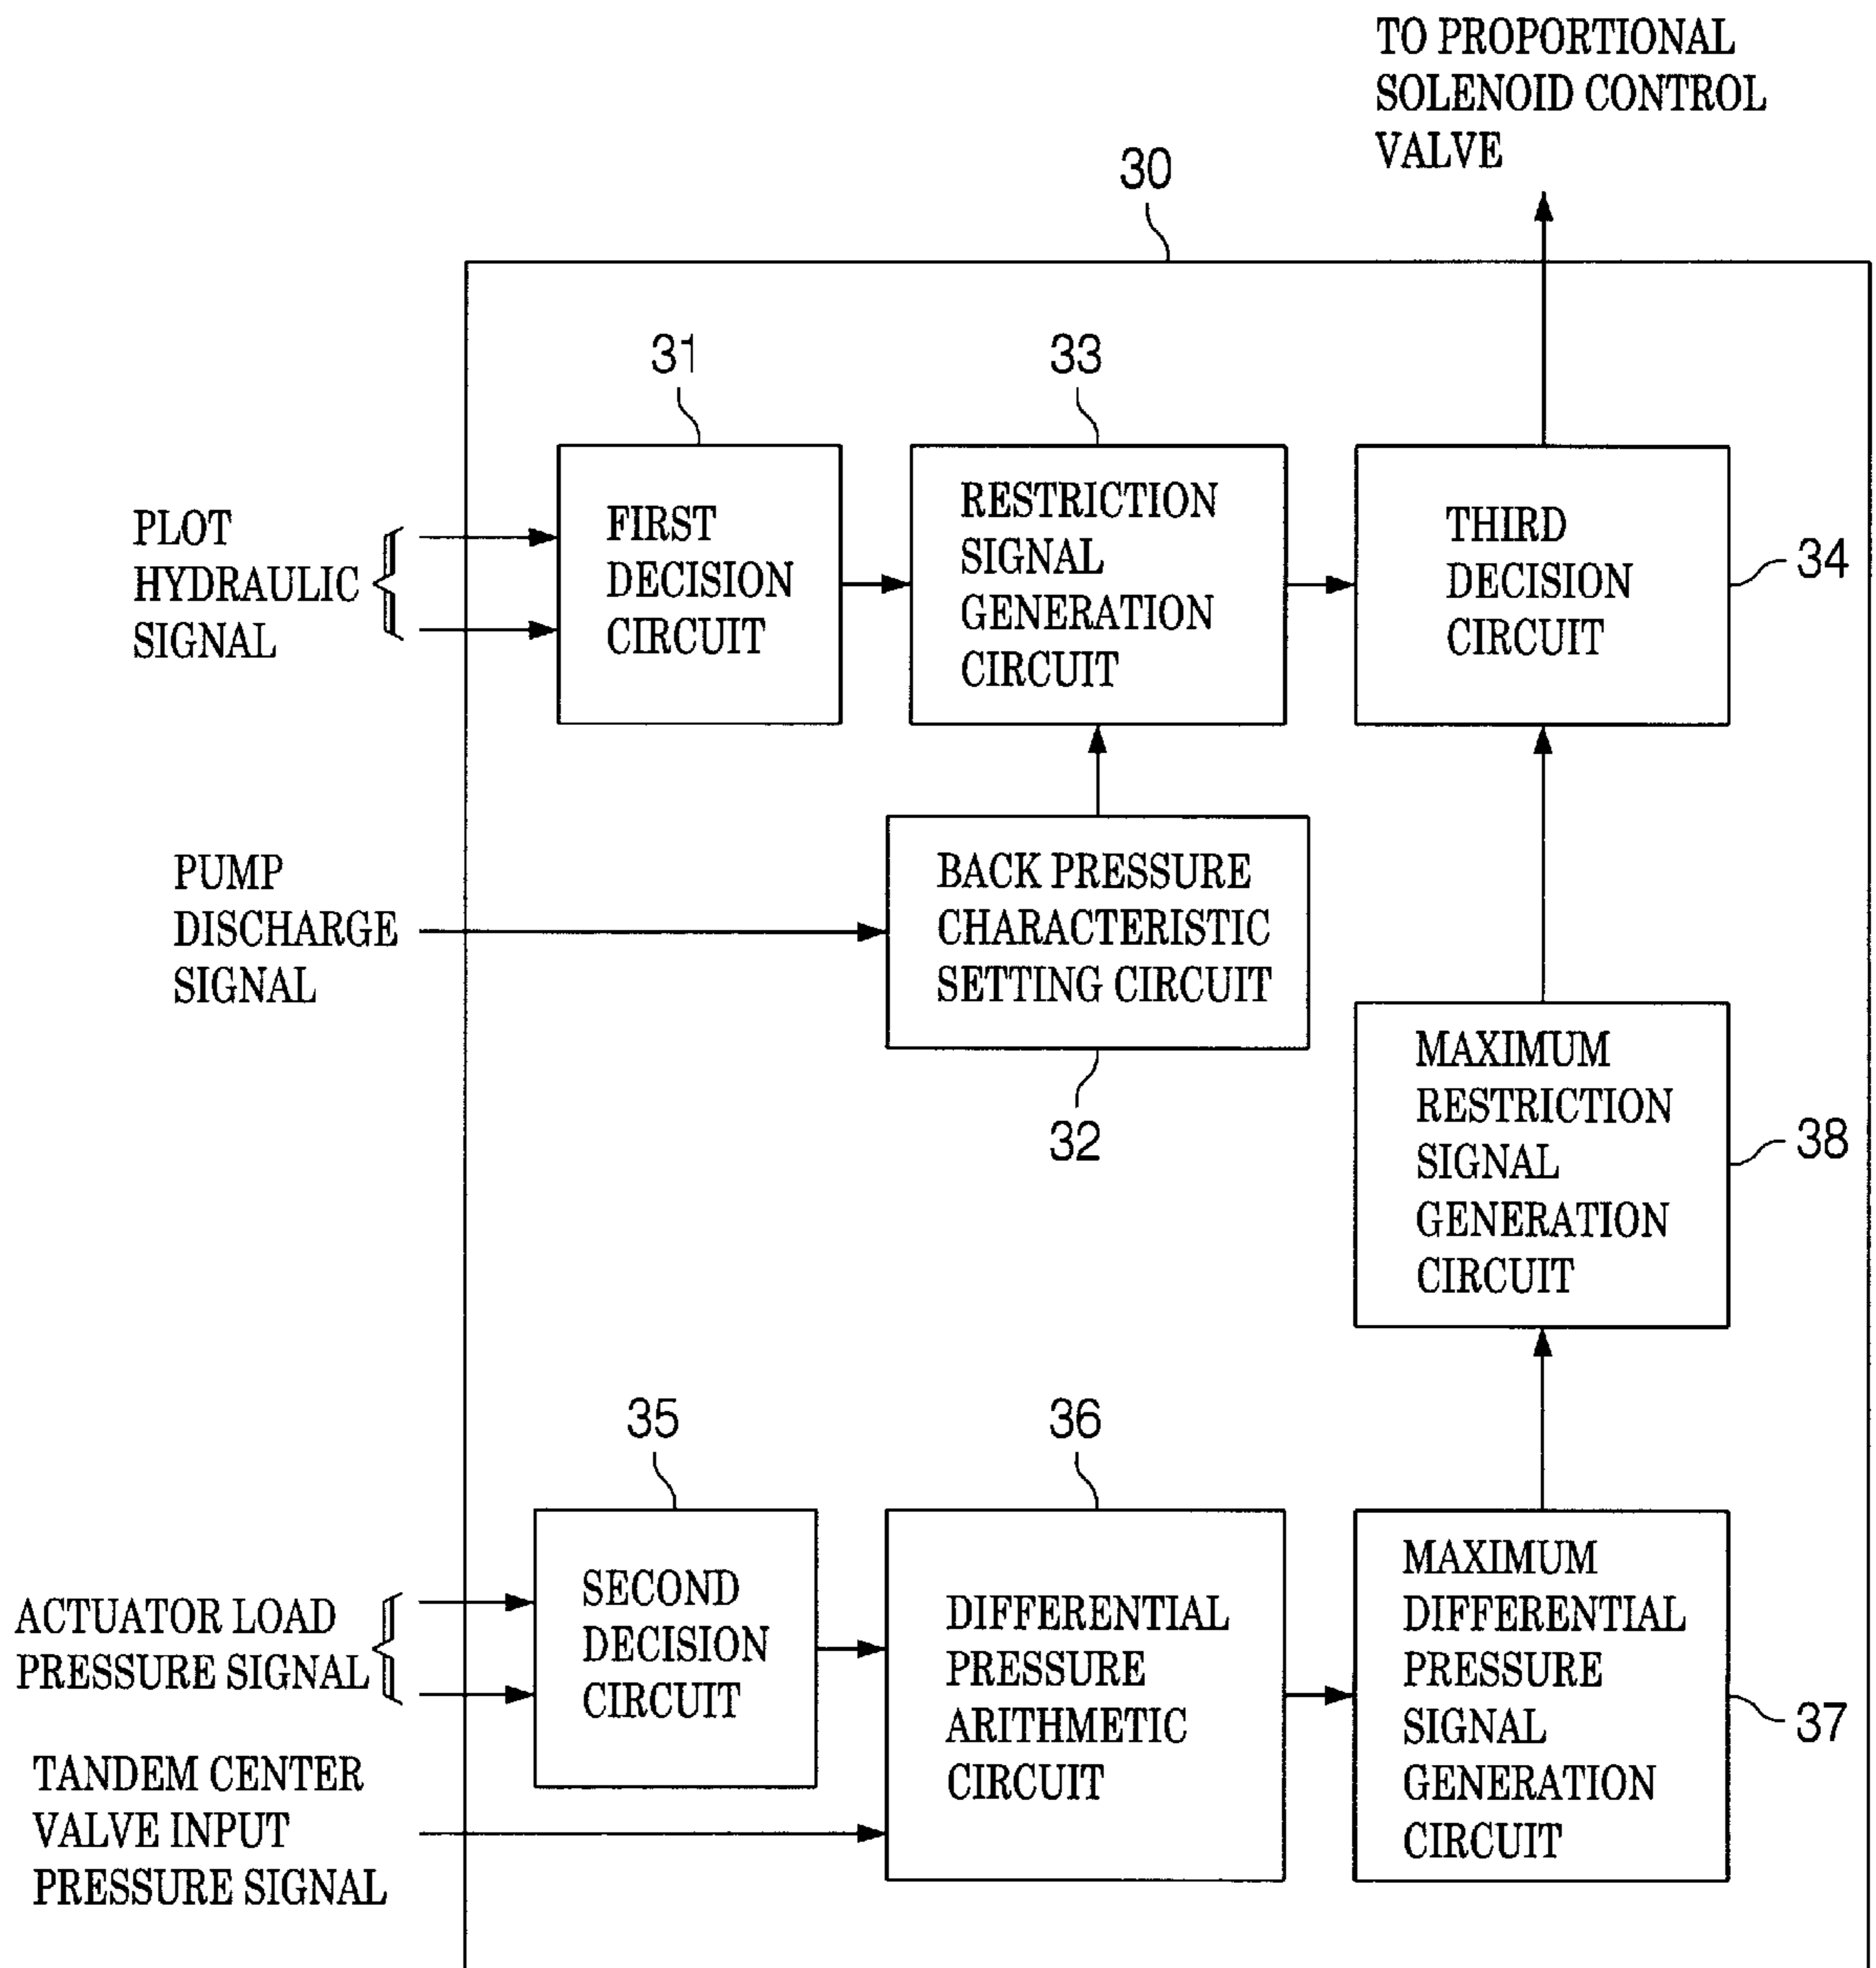 TO PROPORTIONAL
SOLENOID CONTROL
VALVE
30
31
33
PLOT
HYDRAULIC
SIGNAL
FIRST
DECISION
CIRCUIT
RESTRICTION
SIGNAL
GENERATION
CIRCUIT
THIRD
DECISION
CIRCUIT
34
PUMP
DISCHARGE
SIGNAL
BACK PRESSURE
CHARACTERISTIC
SETTING CIRCUIT
32
MAXIMUM
RESTRICTION
SIGNAL
GENERATION
CIRCUIT
38
35
36
ACTUATOR LOAD
PRESSURE SIGNAL
SECOND
DECISION
CIRCUIT
DIFFERENTIAL
PRESSURE
ARITHMETIC
CIRCUIT
MAXIMUM
DIFFERENTIAL
PRESSURE
SIGNAL
GENERATION
CIRCUIT
37
TANDEM CENTER
VALVE INPUT
PRESSURE SIGNAL